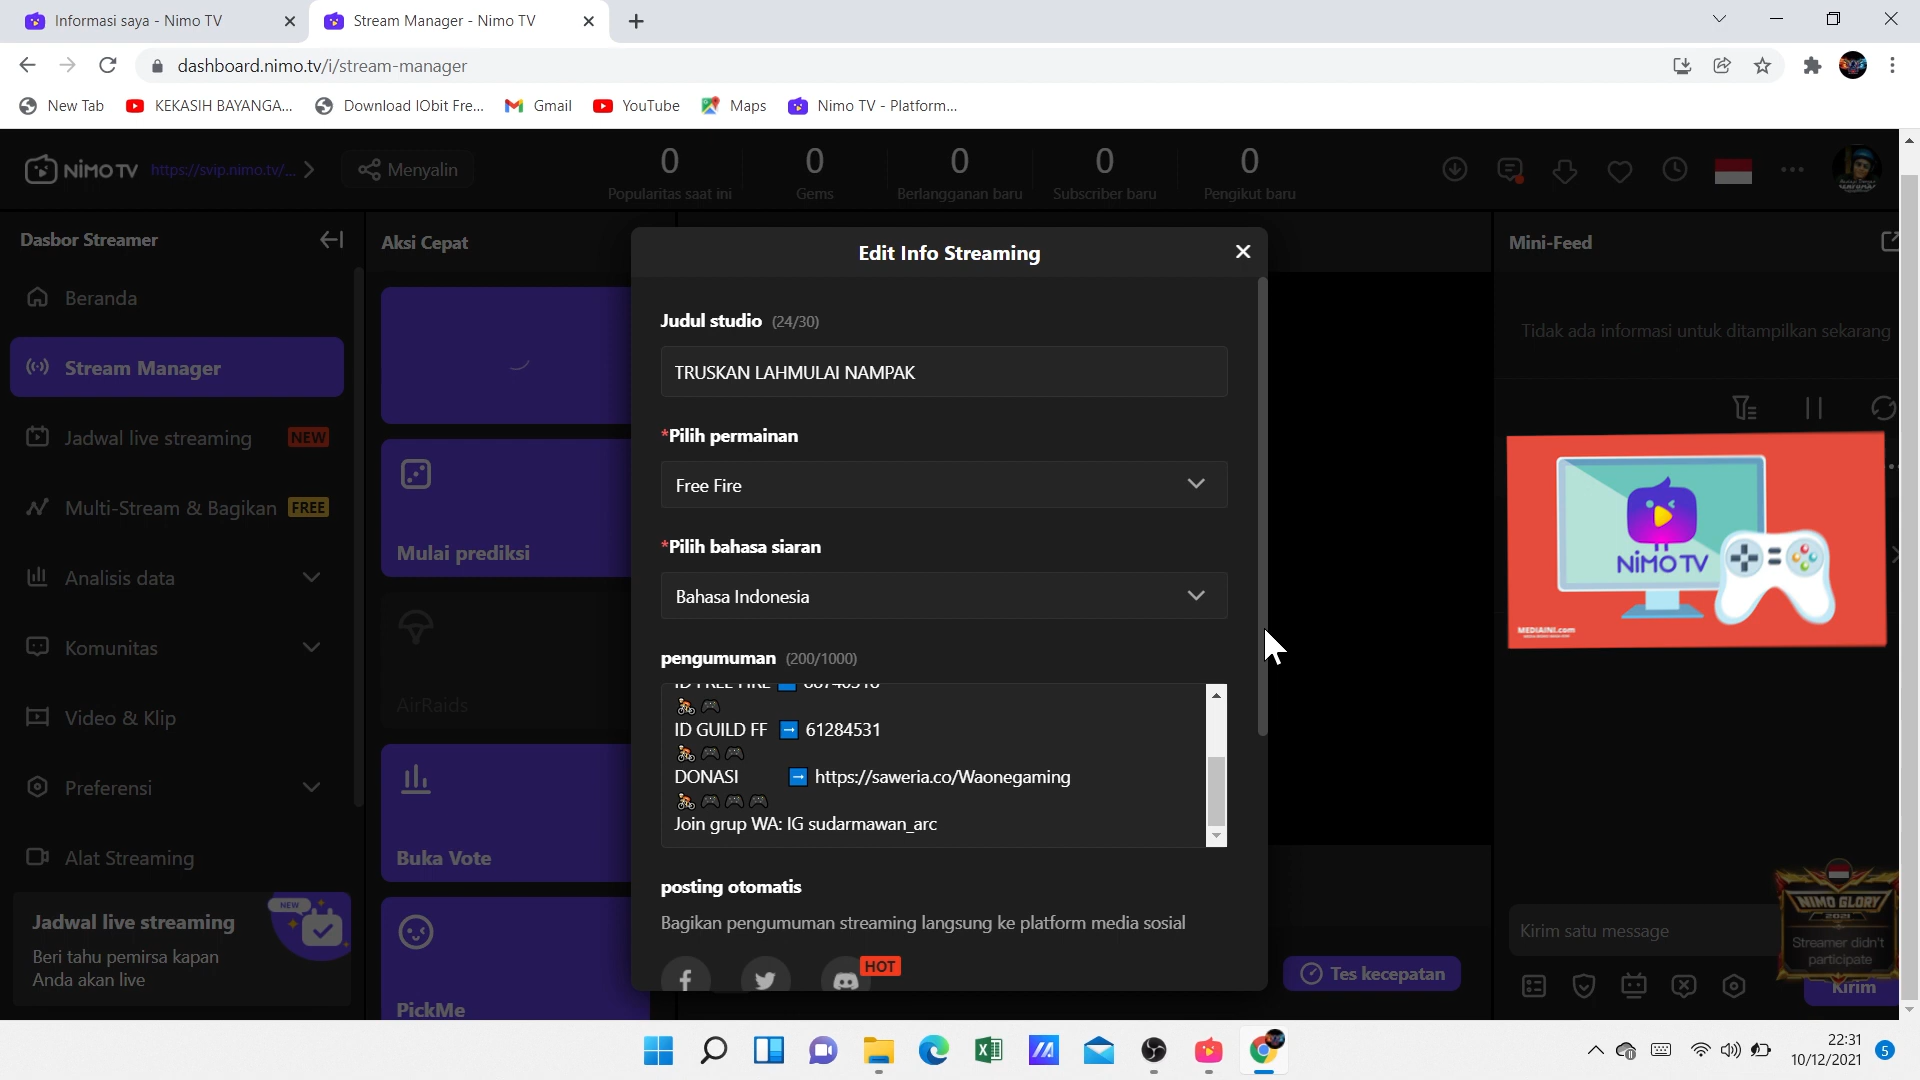 Informasi saya - Nimo TV
Stream Manager - Nimo TV
dashboard.nimo.tv/i/stream-manager
New Tab
KEKASIH BAYANGA...
Download IObit Fre...
Gmail
YouTube
Maps
Nimo TV - Platform...
NiMO TV
https://svip.nimo.tv/...
Menyalin
0
Popularitas saat ini
0
Gems
0
Berlangganan baru
0
Subscriber baru
0
Pengikut baru
Dasbor Streamer
Beranda
Stream Manager
Jadwal live streaming NEW
Multi-Stream & Bagikan FREE
Analisis data
Komunitas
Video & Klip
Preferensi
Alat Streaming
Jadwal live streaming
NEW
Beri tahu pemirsa kapan
Anda akan live
Aksi Cepat
Mulai prediksi
AirRaids
Buka Vote
PickMe
Edit Info Streaming
Judul studio (24/30)
TRUSKAN LAHMULAI NAMPAK
*Pilih permainan
Free Fire
*Pilih bahasa siaran
Bahasa Indonesia
pengumuman (200/1000)
🚴🎮
ID GUILD FF ➡ 61284531
🚴🎮🎮
DONASI ➡ https://saweria.co/Waonegaming
🚴🎮🎮🎮
Join grup WA: IG sudarmawan_arc
posting otomatis
Bagikan pengumuman streaming langsung ke platform media sosial
HOT
Tes kecepatan
Mini-Feed
Tidak ada informasi untuk ditampilkan sekarang
NiMO TV
MEDIAINI.com
Kirim satu message
NIMO GLORY
2021
Streamer didn't
participate
Kirim
22:31
10/12/2021
5